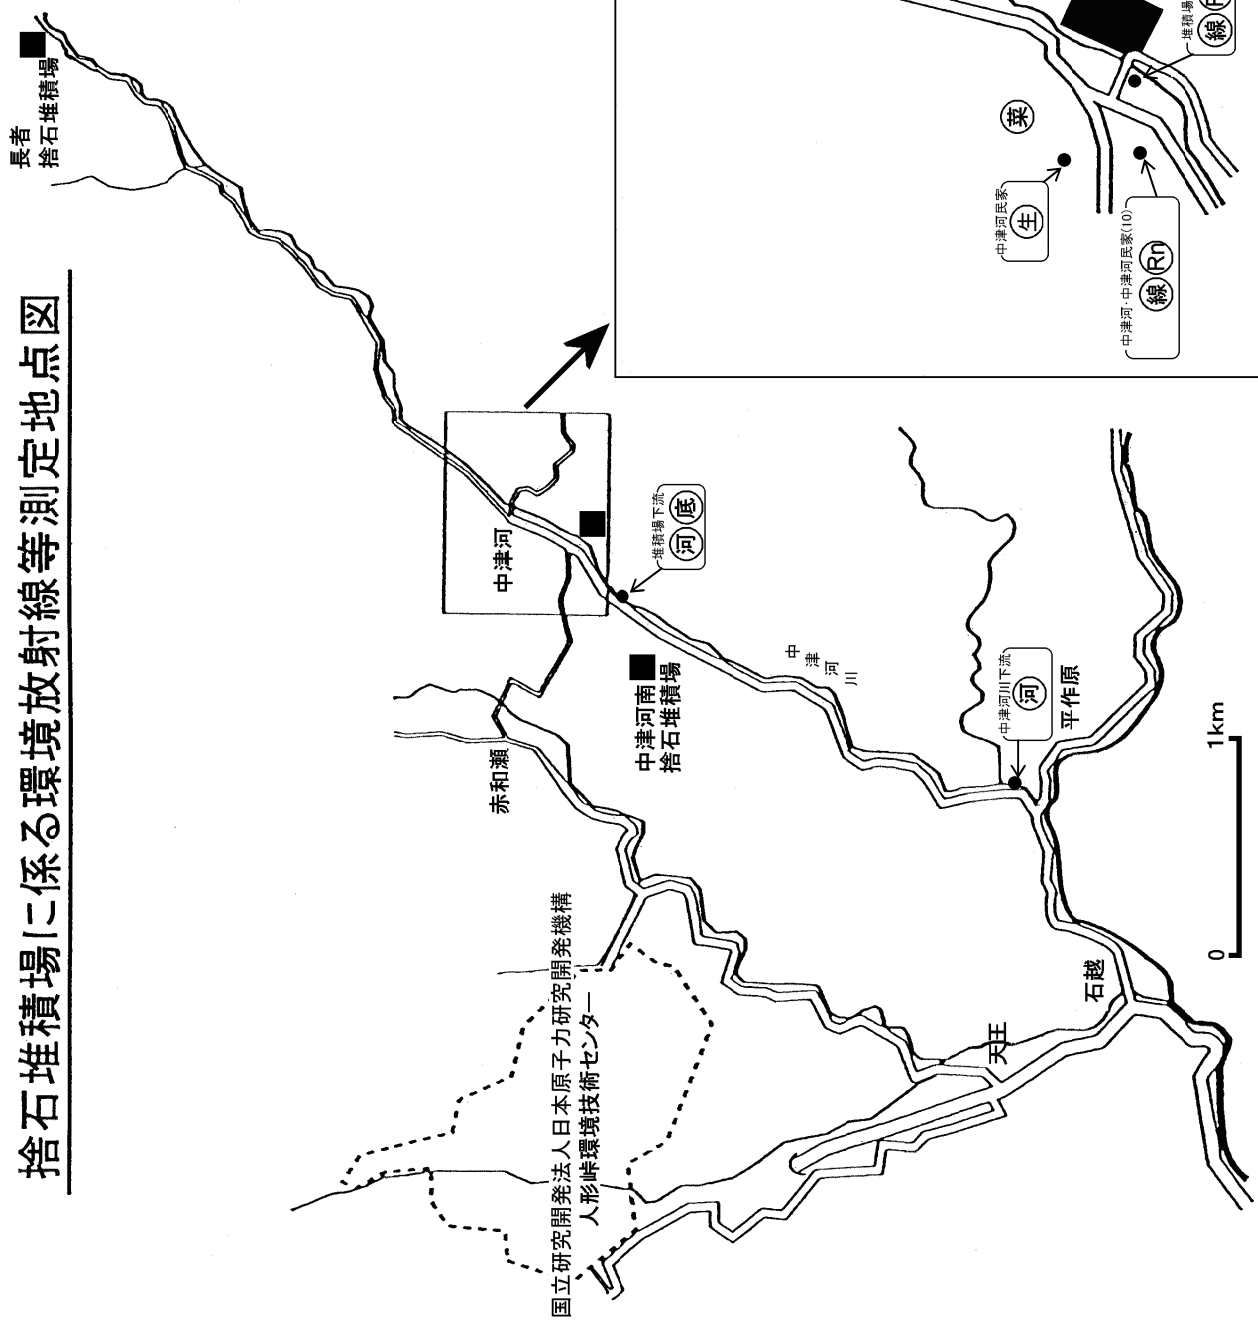 捨石堆積場に係る環境放射線等測定地点図
長者
捨石堆積場
中津河
堆積場下流
河 底
中津河南
捨石堆積場
中津河川
赤和瀬
中津河川下流
河
平作原
石越
天王
国立研究開発法人日本原子力研究開発機構
人形峠環境技術センター
0 1km
菜
中津河民家
生
中津河・中津河民家(10)
線 Rn
堆積場
線